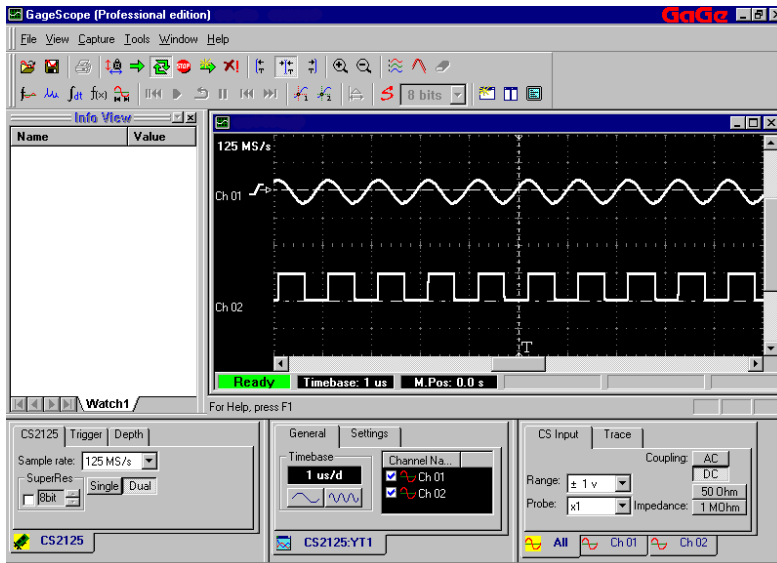 GageScope (Professional edition)
GaGe
File View Capture Tools Window Help
STOP
∫dt f(x)
8 bits
Info View
Name Value
Watch1
125 MS/s
Ch 01
Ch 02
T
Ready Timebase: 1 us M.Pos: 0.0 s
For Help, press F1
CS2125 Trigger Depth
Sample rate: 125 MS/s
SuperRes
8bit
Single Dual
CS2125
General Settings
Timebase
1 us/d
Channel Na...
Ch 01
Ch 02
CS2125:YT1
CS Input Trace
Coupling: AC
DC
Range: ± 1 v
50 Ohm
Probe: x1 Impedance: 1 MOhm
All Ch 01 Ch 02